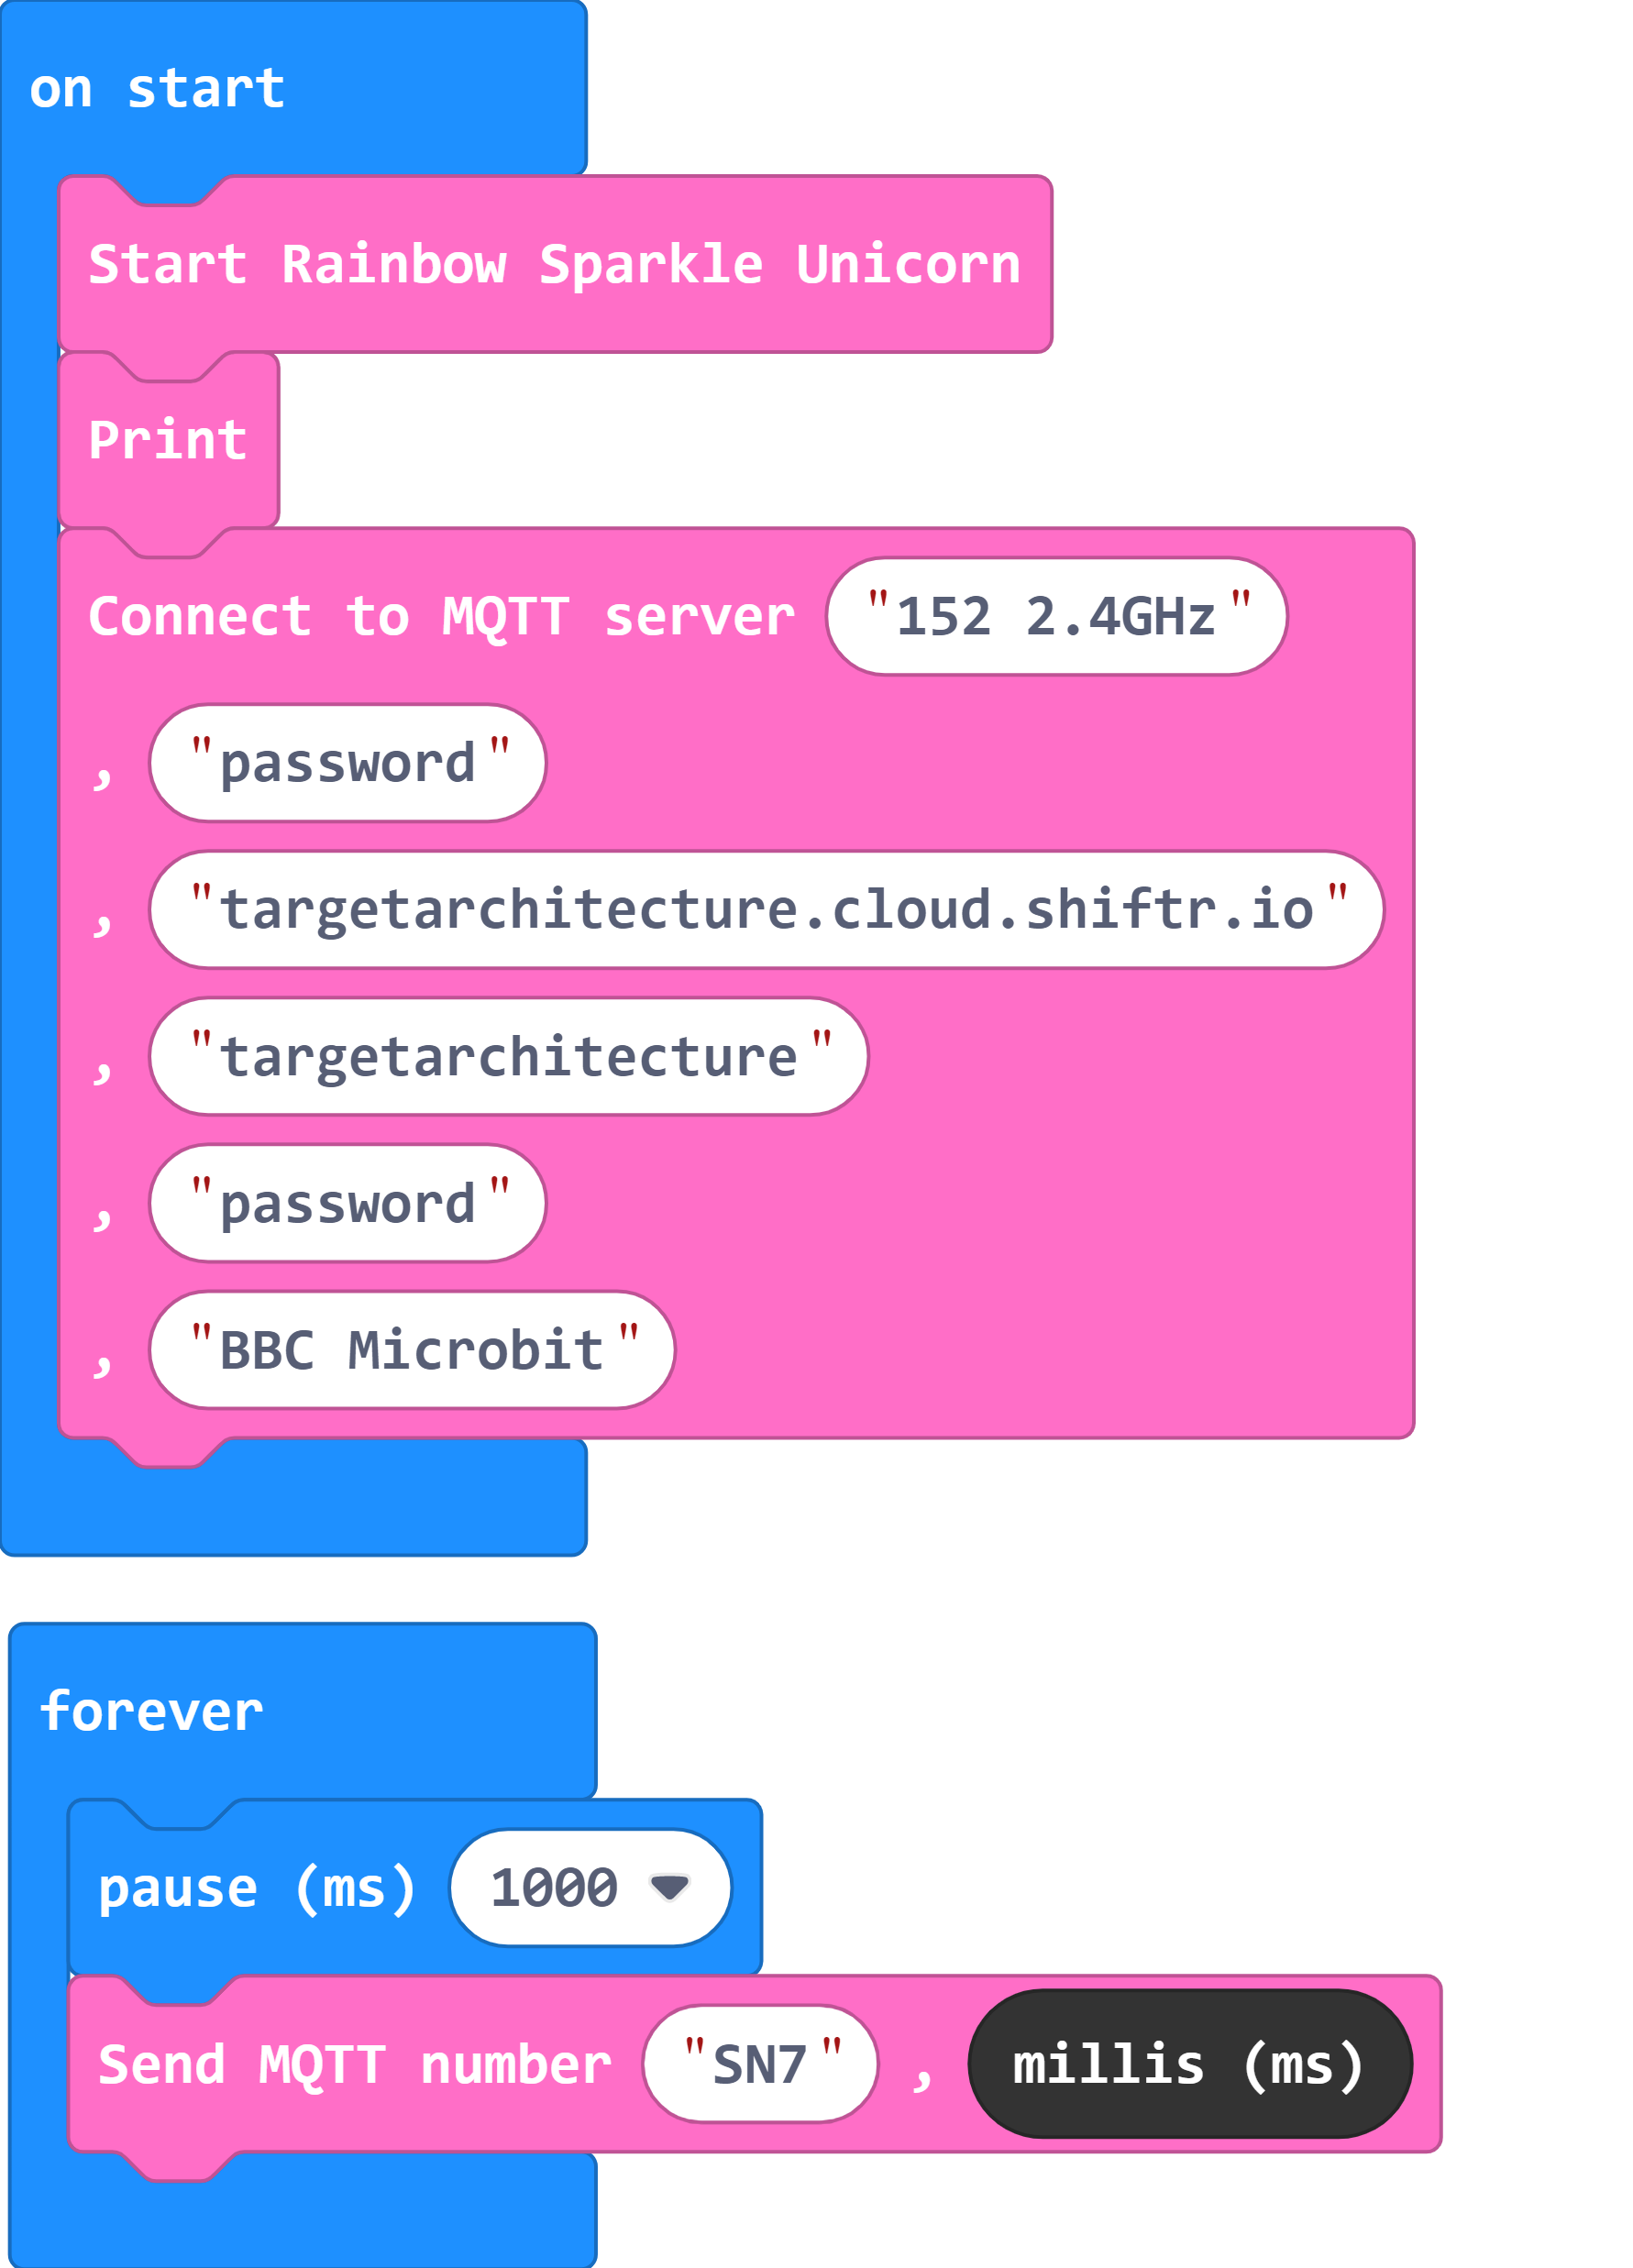 on start
Start Rainbow Sparkle Unicorn
Print
Connect to MQTT server "152 2.4GHz"
, "password"
, "targetarchitecture.cloud.shiftr.io"
, "targetarchitecture"
, "password"
, "BBC Microbit"
forever
pause (ms) 1000
Send MQTT number "SN7" , millis (ms)